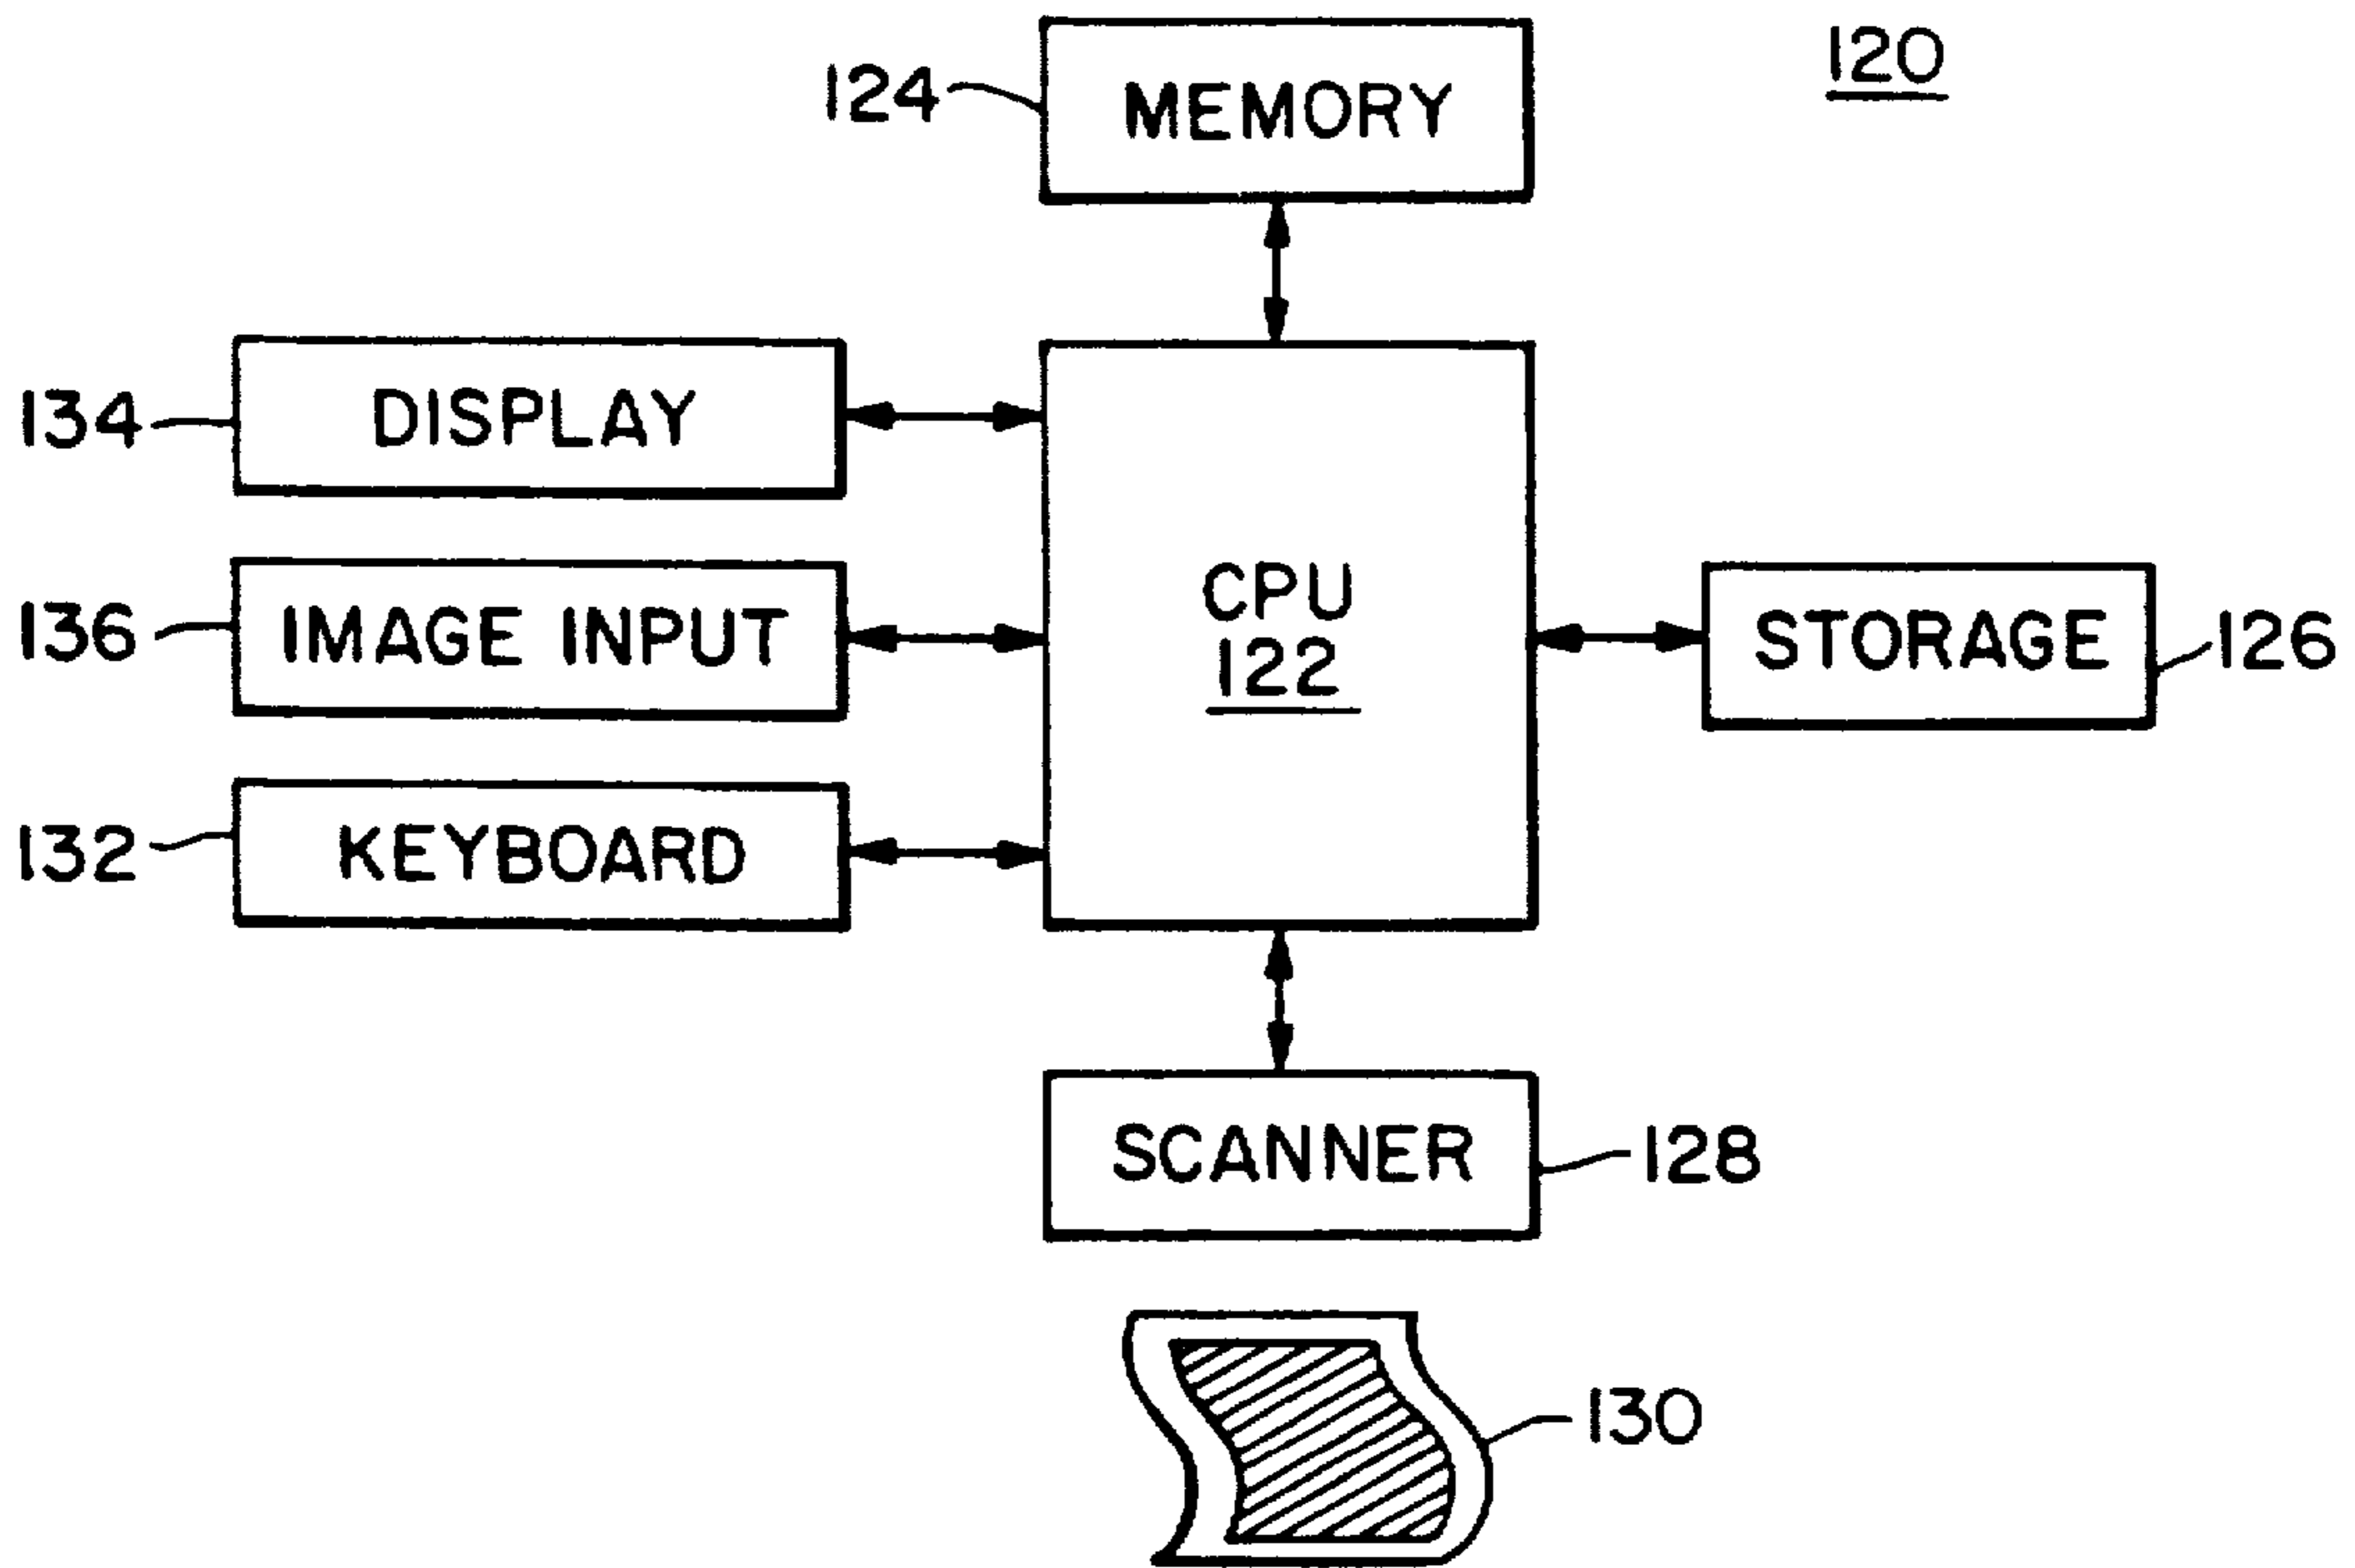 120
124
MEMORY
134
DISPLAY
136
IMAGE INPUT
CPU
122
STORAGE
126
132
KEYBOARD
SCANNER
128
130